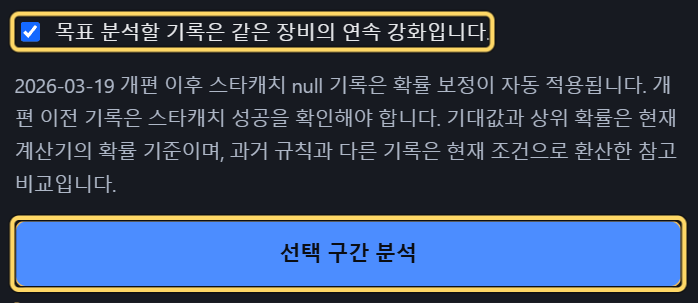 목표 분석할 기록은 같은 장비의 연속 강화입니다.
2026-03-19 개편 이후 스타캐치 null 기록은 확률 보정이 자동 적용됩니다. 개
편 이전 기록은 스타캐치 성공을 확인해야 합니다. 기대값과 상위 확률은 현재
계산기의 확률 기준이며, 과거 규칙과 다른 기록은 현재 조건으로 환산한 참고
비교입니다.
선택 구간 분석